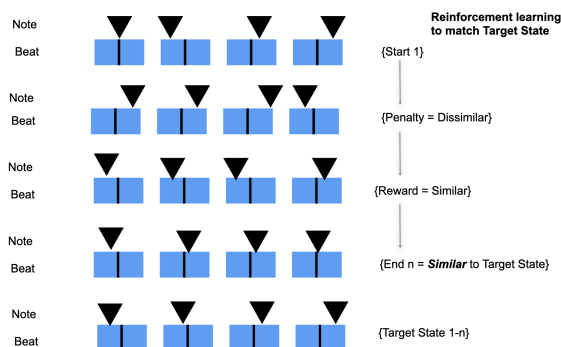 Reinforcement learning
to match Target State
Note
Beat
{Start 1}
Note
Beat
{Penalty = Dissimilar}
Note
Beat
{Reward = Similar}
Note
Beat
{End n = Similar to Target State}
Note
Beat
{Target State 1-n}